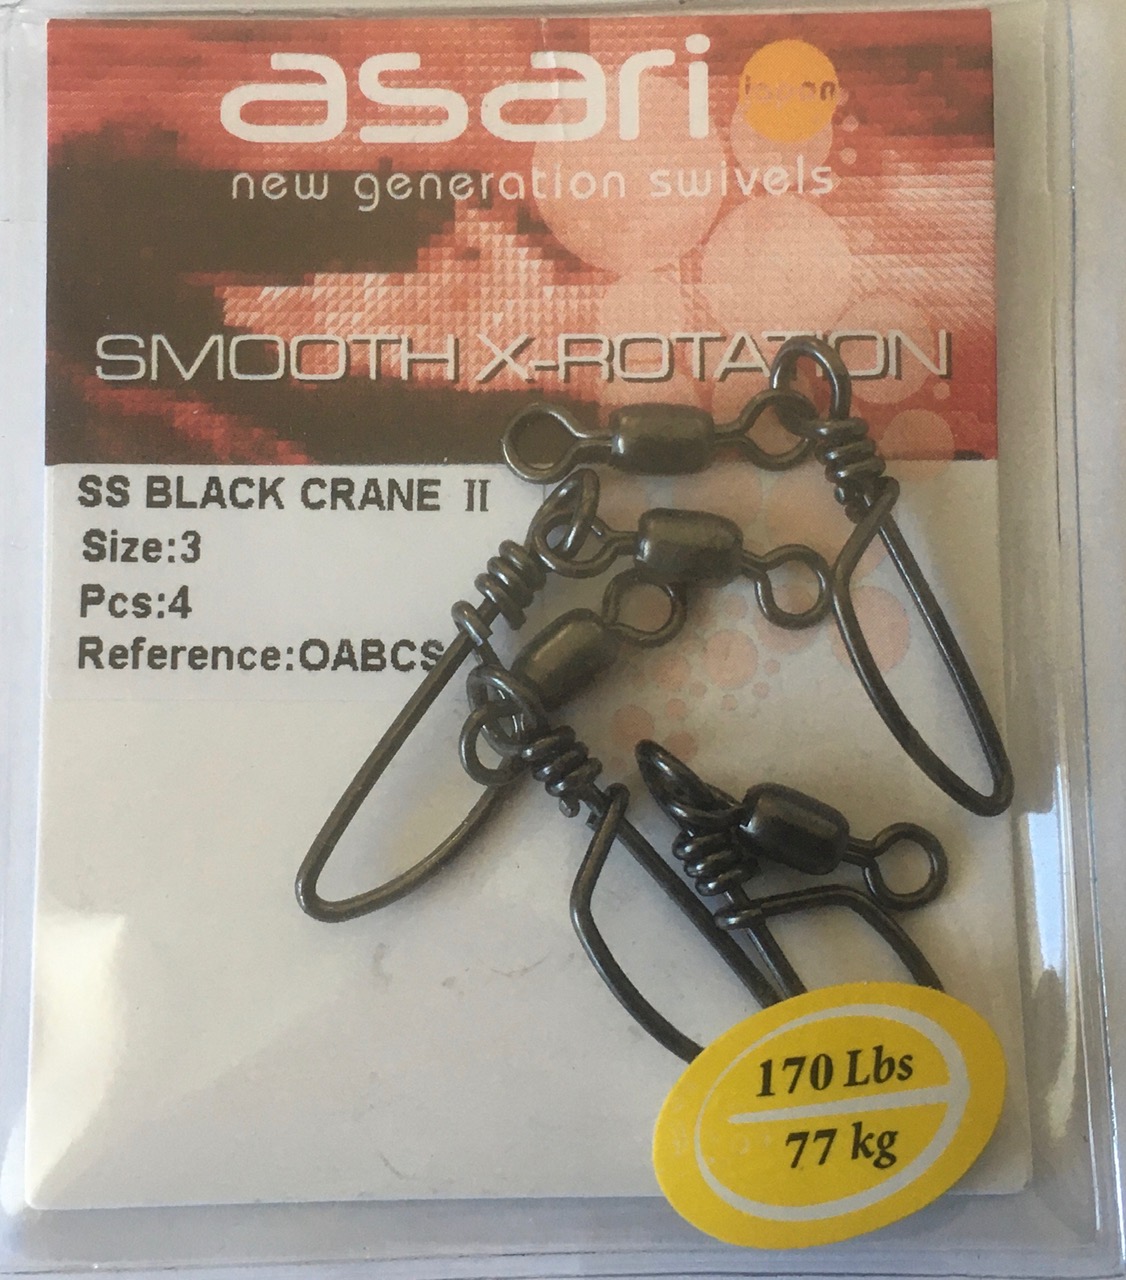 asari
japan
new generation swivels
SMOOTH X-ROTATION
SS BLACK CRANE II
Size:3
Pcs:4
Reference:OABCS
170 Lbs
77 kg